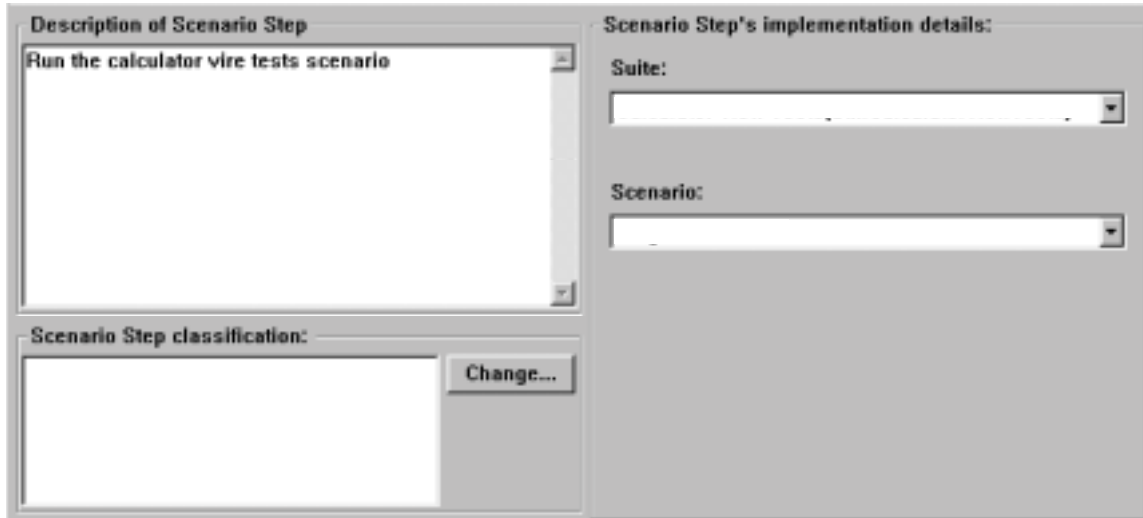 Description of Scenario Step
Run the calculator vire tests scenario
Scenario Step classification:
Change...
Scenario Step's implementation details:
Suite:
Scenario: